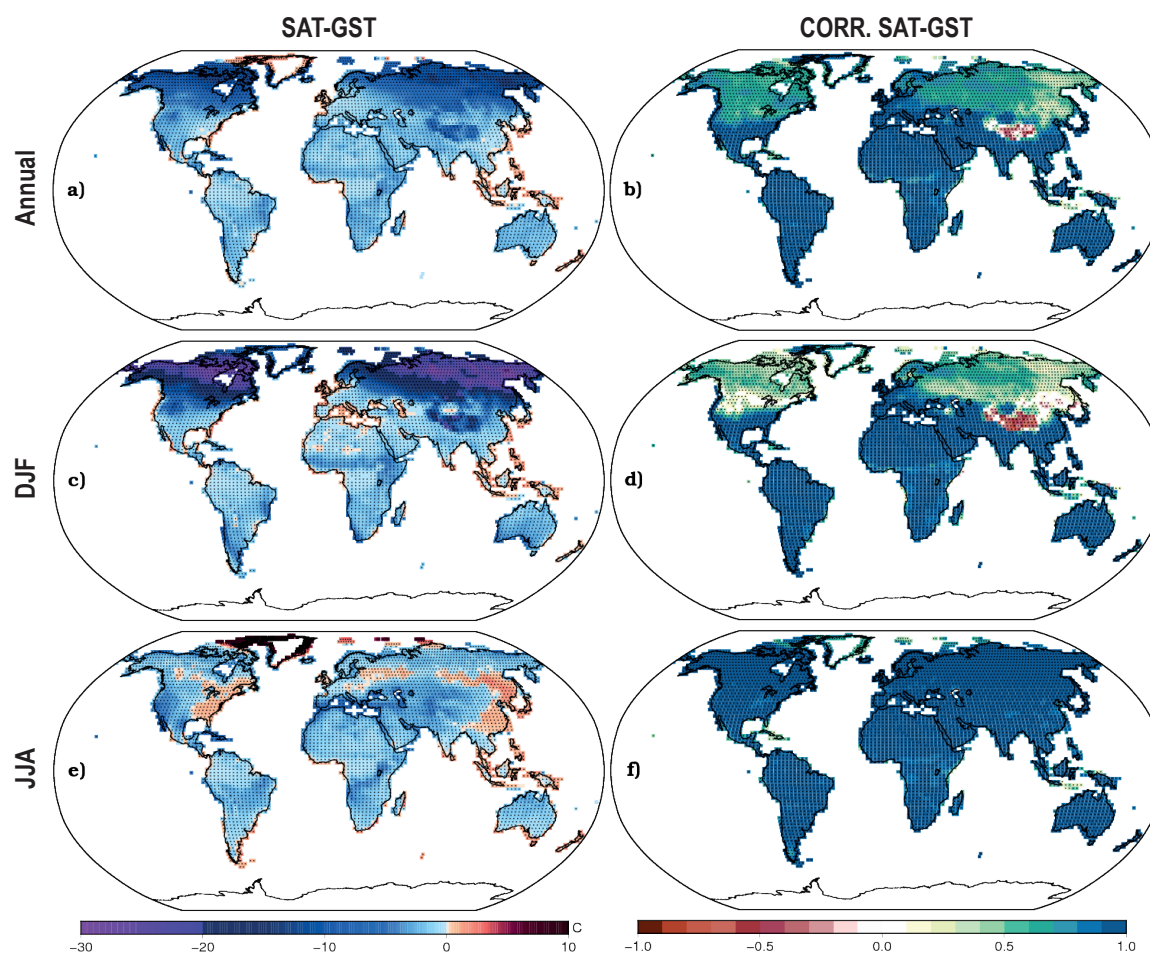 SAT-GST
CORR. SAT-GST
Annual
a)
b)
DJF
c)
d)
JJA
e)
f)
−30
−20
−10
0
10
C
−1.0
−0.5
0.0
0.5
1.0